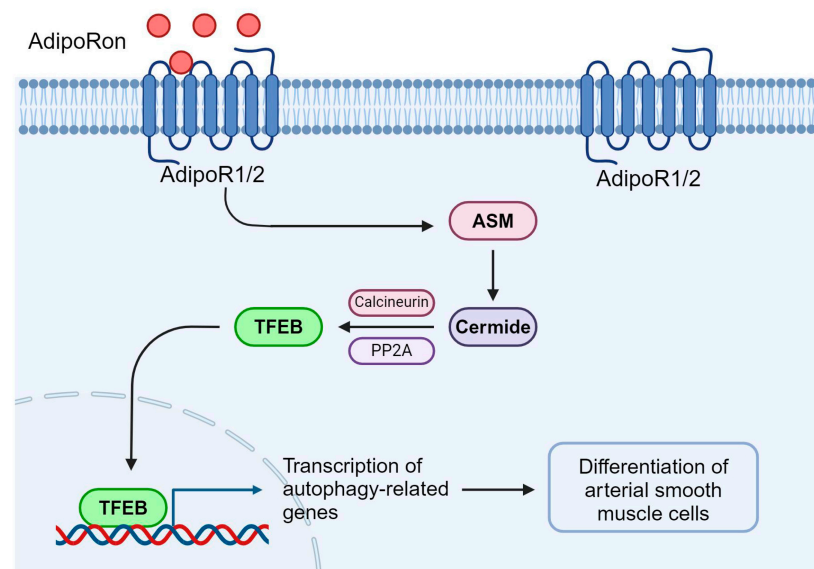 AdipoRon
AdipoR1/2
AdipoR1/2
ASM
Calcineurin
TFEB
Cermide
PP2A
Transcription of
autophagy-related
genes
Differentiation of
arterial smooth
muscle cells
TFEB